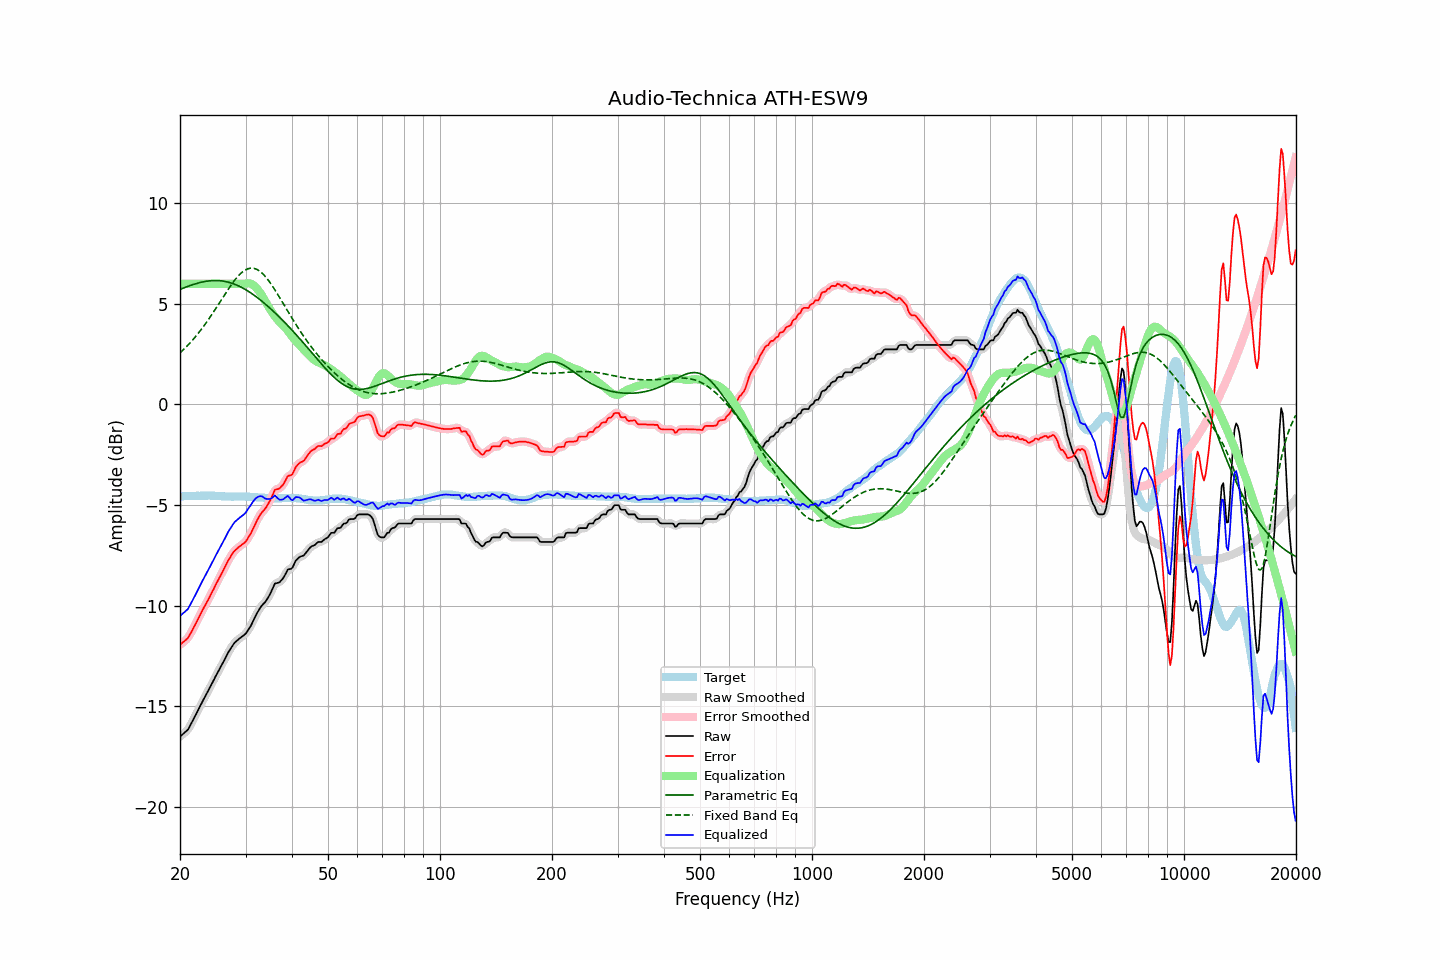 Audio-Technica ATH-ESW9
Amplitude (dBr)
10
5
0
−5
−10
−15
−20
Target
Raw Smoothed
Error Smoothed
Raw
Error
Equalization
Parametric Eq
Fixed Band Eq
Equalized
20 50 100 200 500 1000 2000 5000 10000 20000
Frequency (Hz)